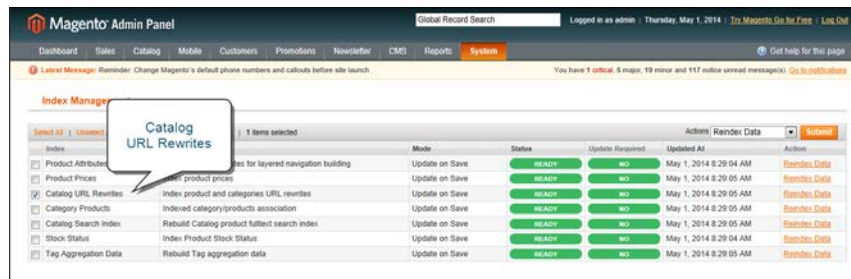 Magento Admin Panel
Global Record Search
Logged in as admin | Thursday, May 1, 2014 | Try Magento Go for Free | Log Out
Dashboard Sales Catalog Mobile Customers Promotions Newsletter CMS Reports System Get help for this page
Latest Message: Reminder: Change Magento's default phone numbers and callouts before site launch You have 1 critical, 5 major, 19 minor and 117 notice unread message(s). Go to notifications
Index Manage
Catalog
URL Rewrites
Select All | 1 items selected Actions Reindex Data Submit
Index Mode Status Update Required Updated At Action
Product Attributes for layered navigation building Update on Save READY NO May 1, 2014 8:29:04 AM Reindex Data
Product Prices Index product prices Update on Save READY NO May 1, 2014 8:29:05 AM Reindex Data
Catalog URL Rewrites Index product and categories URL rewrites Update on Save READY NO May 1, 2014 8:29:05 AM Reindex Data
Category Products Indexed category/products association Update on Save READY NO May 1, 2014 8:29:05 AM Reindex Data
Catalog Search Index Rebuild Catalog product fulltext search index Update on Save READY NO May 1, 2014 8:29:05 AM Reindex Data
Stock Status Index Product Stock Status Update on Save READY NO May 1, 2014 8:29:04 AM Reindex Data
Tag Aggregation Data Rebuild Tag aggregation data Update on Save READY NO May 1, 2014 8:29:05 AM Reindex Data